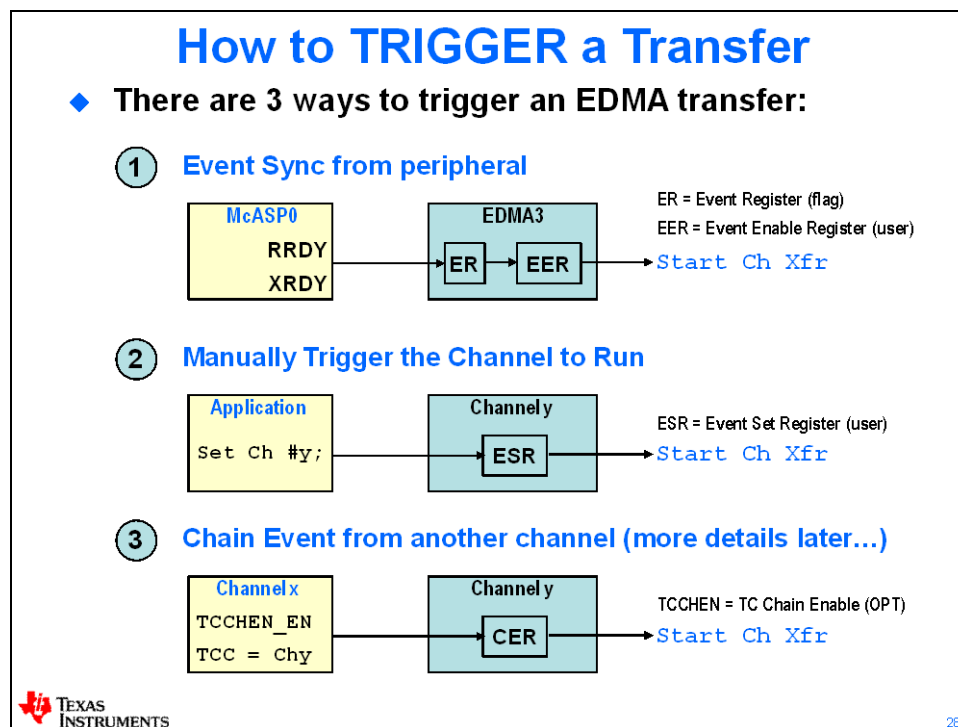 How to TRIGGER a Transfer
There are 3 ways to trigger an EDMA transfer:
1 Event Sync from peripheral
McASP0
RRDY
XRDY
EDMA3
ER
EER
ER = Event Register (flag)
EER = Event Enable Register (user)
Start Ch Xfr
2 Manually Trigger the Channel to Run
Application
Set Ch #y;
Channel y
ESR
ESR = Event Set Register (user)
Start Ch Xfr
3 Chain Event from another channel (more details later...)
Channel x
TCCHEN_EN
TCC = Chy
Channel y
CER
TCCHEN = TC Chain Enable (OPT)
Start Ch Xfr
TEXAS
INSTRUMENTS
28